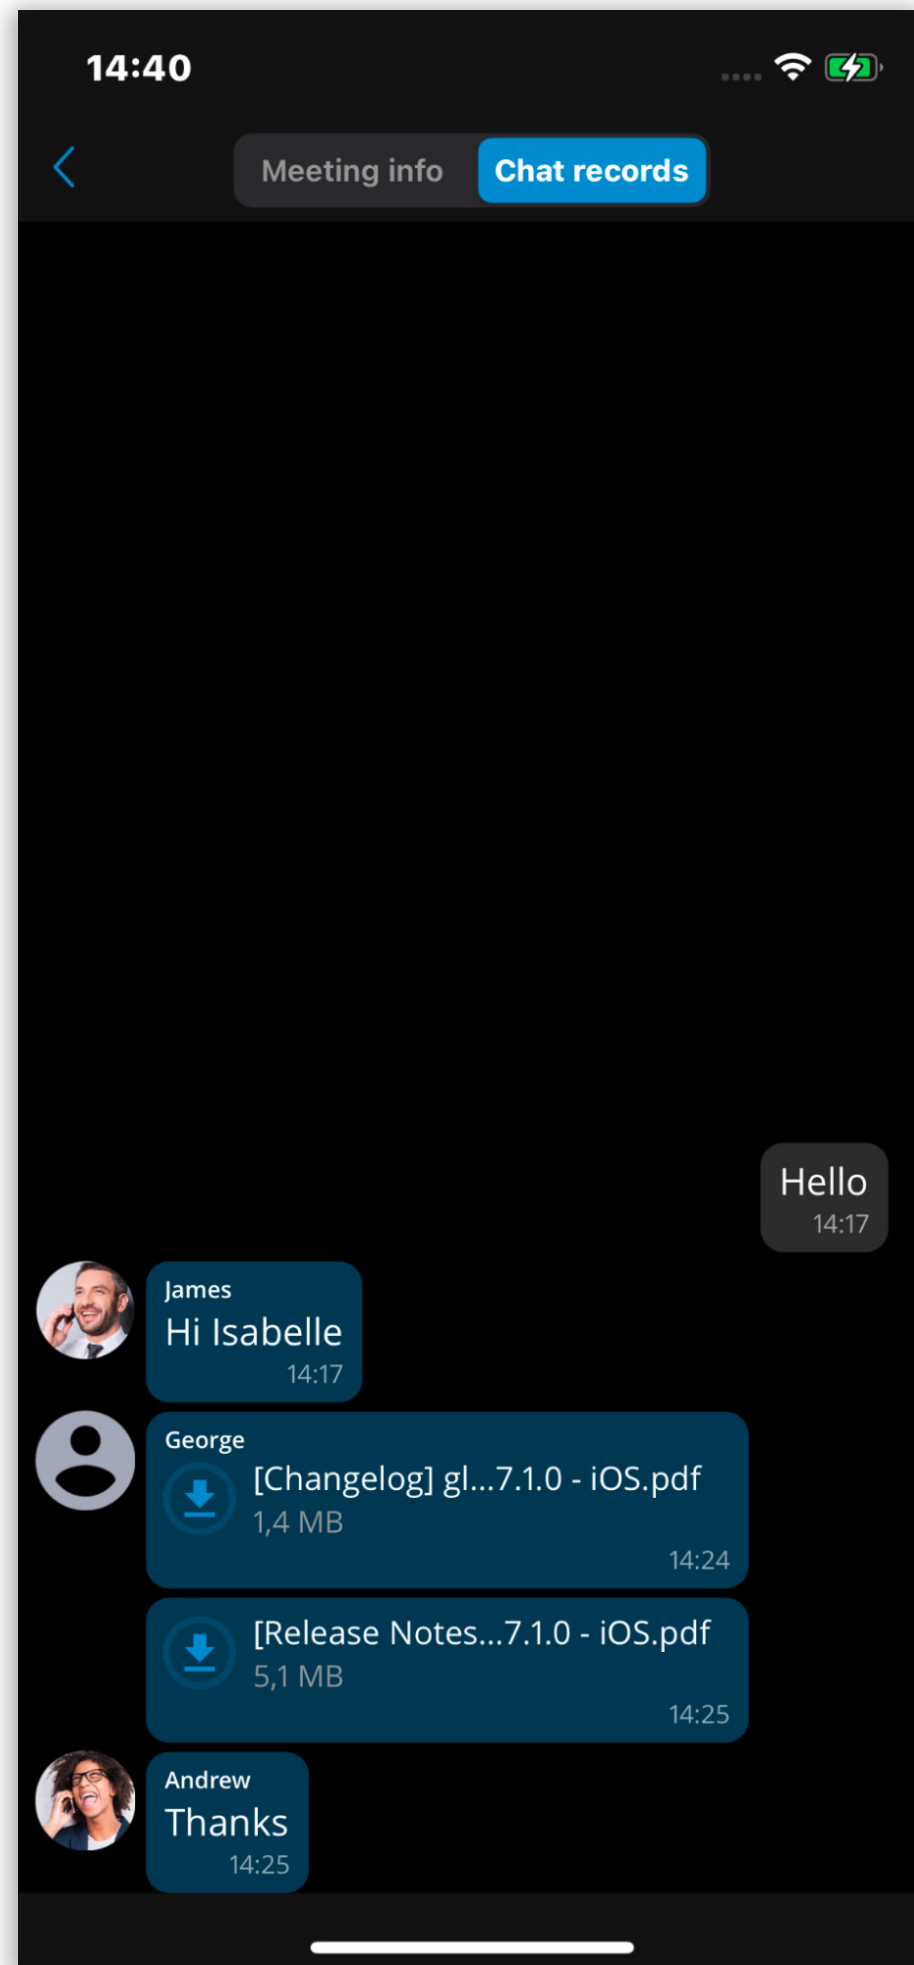 14:40
Meeting info
Chat records
Hello
14:17
James
Hi Isabelle
14:17
George
[Changelog] gl...7.1.0 - iOS.pdf
1,4 MB
14:24
[Release Notes...7.1.0 - iOS.pdf
5,1 MB
14:25
Andrew
Thanks
14:25